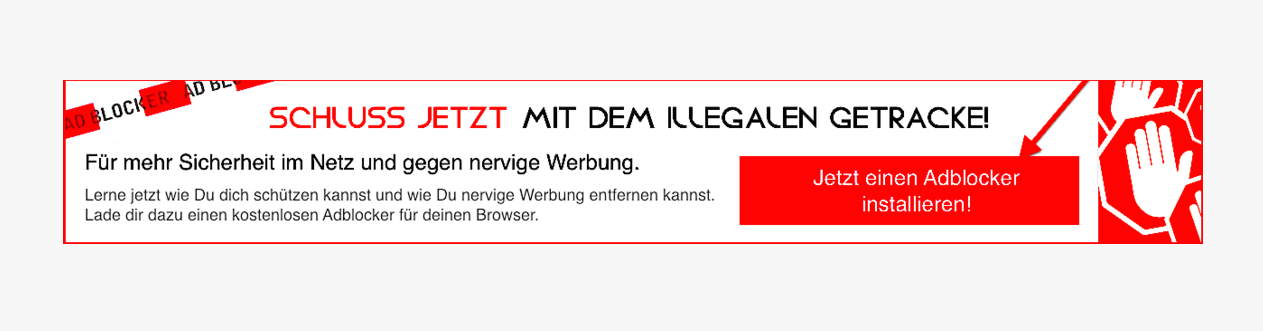 AD BLOCKER AD BL
SCHLUSS JETZT MIT DEM ILLEGALEN GETRACKE!
Für mehr Sicherheit im Netz und gegen nervige Werbung.
Lerne jetzt wie Du dich schützen kannst und wie Du nervige Werbung entfernen kannst.
Lade dir dazu einen kostenlosen Adblocker für deinen Browser.
Jetzt einen Adblocker
installieren!